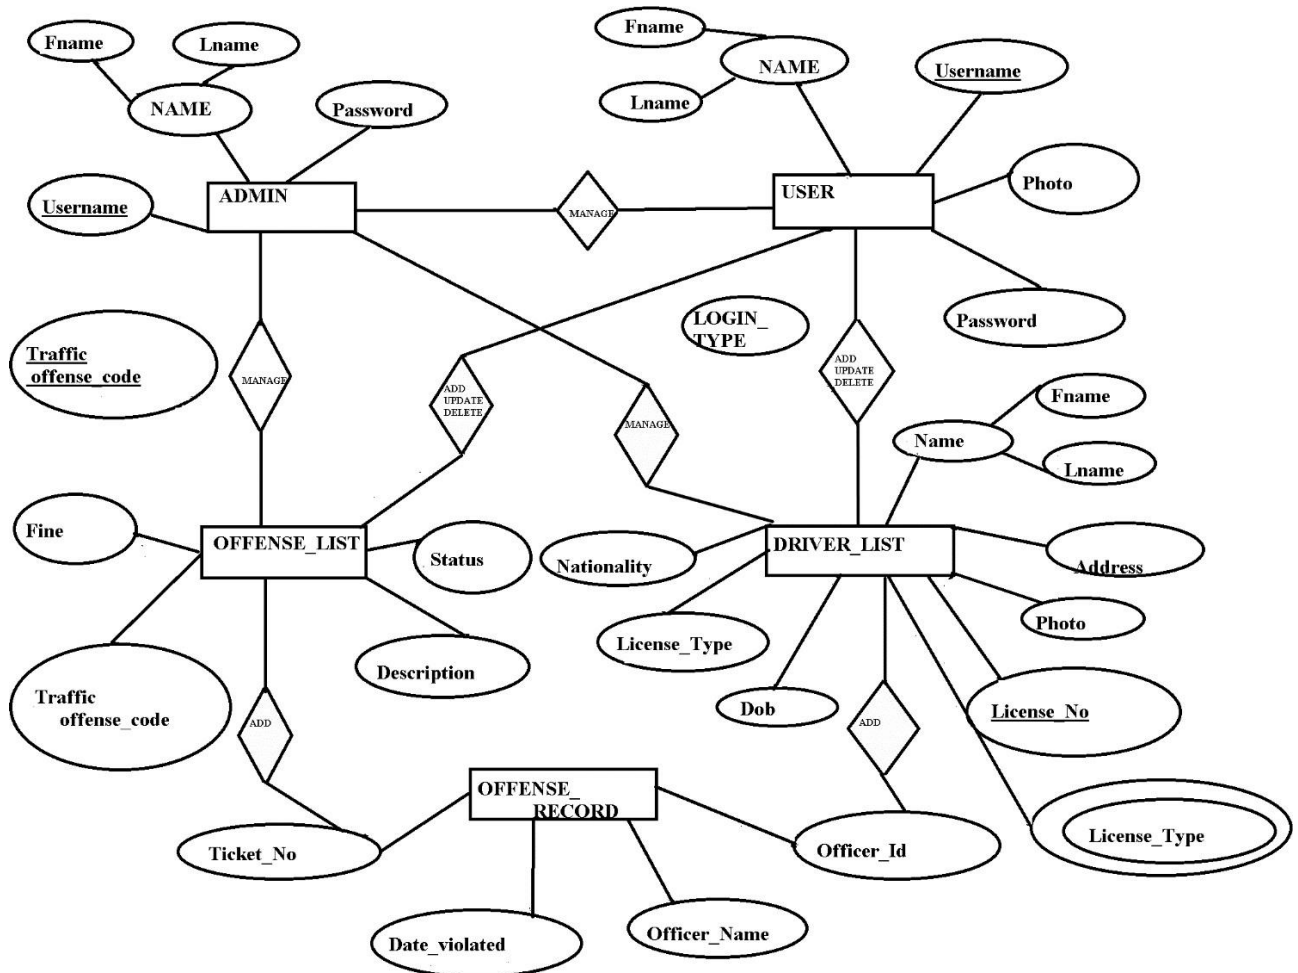 Fname
Lname
NAME
Password
Username
ADMIN
MANAGE
Fname
Lname
NAME
Username
Photo
USER
Password
LOGIN_
TYPE
Traffic
offense_code
MANAGE
ADD
UPDATE
DELETE
MANAGE
ADD
UPDATE
DELETE
Name
Fname
Lname
Fine
OFFENSE_LIST
Status
Description
Traffic
offense_code
ADD
Nationality
DRIVER_LIST
Address
License_Type
Photo
Dob
License_No
ADD
License_Type
OFFENSE_
RECORD
Ticket_No
Officer_Id
Date_violated
Officer_Name